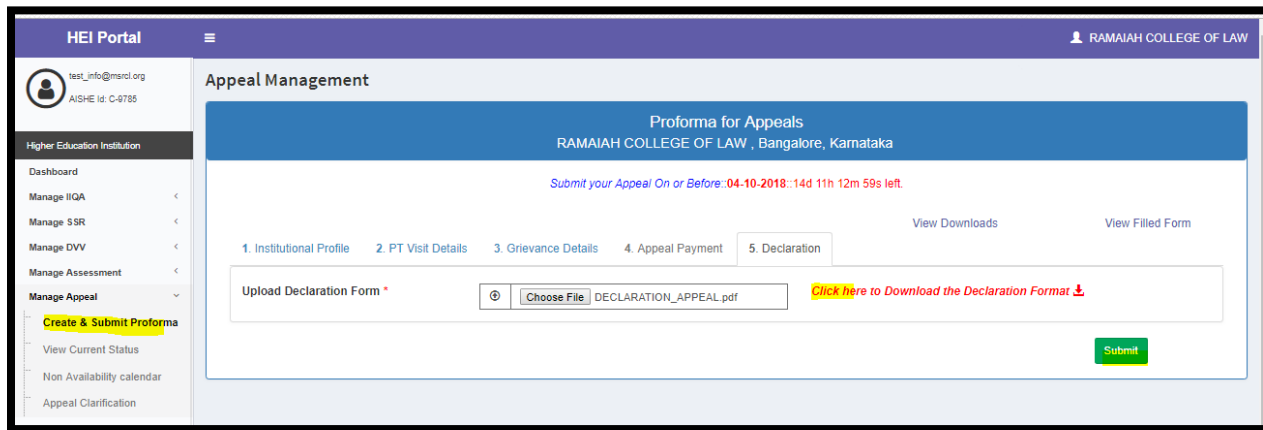 HEI Portal
RAMAIAH COLLEGE OF LAW
test_info@msrcl.org
AISHE Id: C-9785
Higher Education Institution
Dashboard
Manage IIQA
Manage SSR
Manage DVV
Manage Assessment
Manage Appeal
Create & Submit Proforma
View Current Status
Non Availability calendar
Appeal Clarification
Appeal Management
Proforma for Appeals
RAMAIAH COLLEGE OF LAW , Bangalore, Karnataka
Submit your Appeal On or Before::04-10-2018::14d 11h 12m 59s left.
View Downloads View Filled Form
1. Institutional Profile 2. PT Visit Details 3. Grievance Details 4. Appeal Payment 5. Declaration
Upload Declaration Form * Choose File DECLARATION_APPEAL.pdf Click here to Download the Declaration Format
Submit